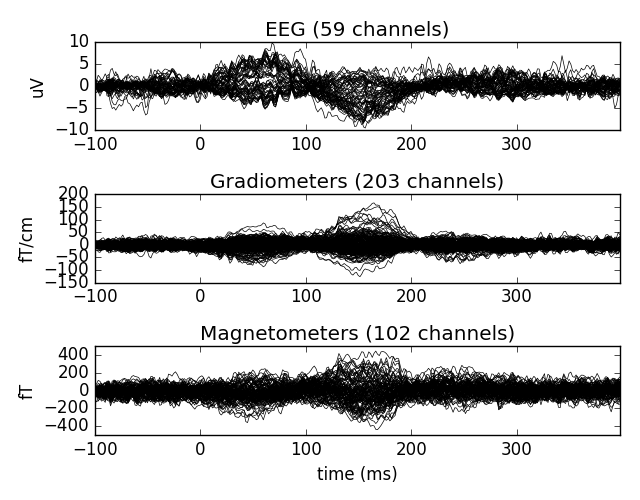 EEG (59 channels)
10
5
0
−5
−10
uV
−100 0 100 200 300
Gradiometers (203 channels)
200
150
100
50
0
−50
−100
−150
fT/cm
−100 0 100 200 300
Magnetometers (102 channels)
400
200
0
−200
−400
fT
−100 0 100 200 300
time (ms)